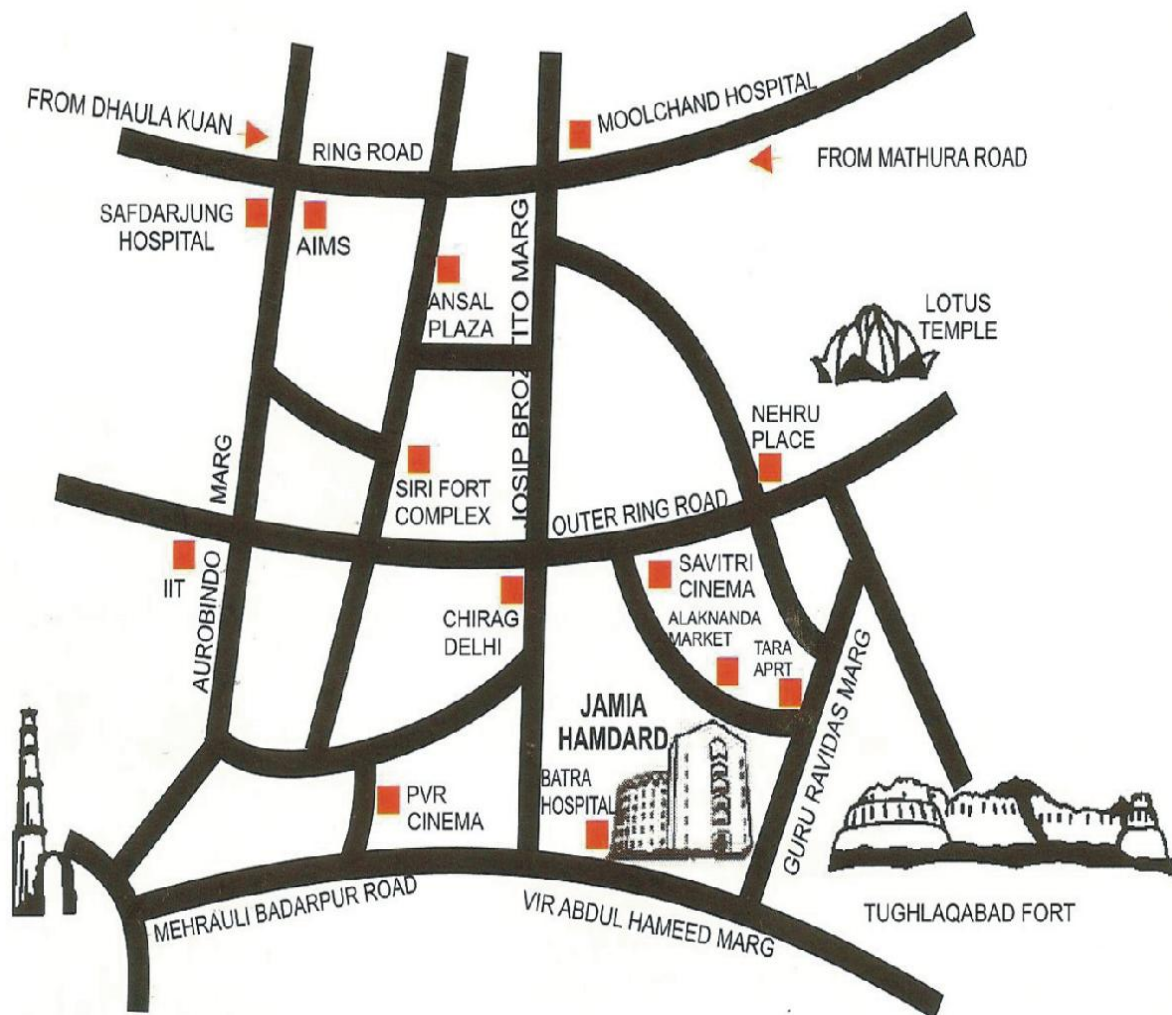 FROM DHAULA KUAN
RING ROAD
MOOLCHAND HOSPITAL
FROM MATHURA ROAD
SAFDARJUNG
HOSPITAL
AIMS
ANSAL
PLAZA
JOSIP BROZ TITO MARG
LOTUS
TEMPLE
NEHRU
PLACE
SIRI FORT
COMPLEX
OUTER RING ROAD
IIT
AUROBINDO MARG
CHIRAG
DELHI
SAVITRI
CINEMA
ALAKNANDA
MARKET
TARA
APRT
JAMIA
HAMDARD
BATRA
HOSPITAL
PVR
CINEMA
GURU RAVIDAS MARG
MEHRAULI BADARPUR ROAD
VIR ABDUL HAMEED MARG
TUGHLAQABAD FORT